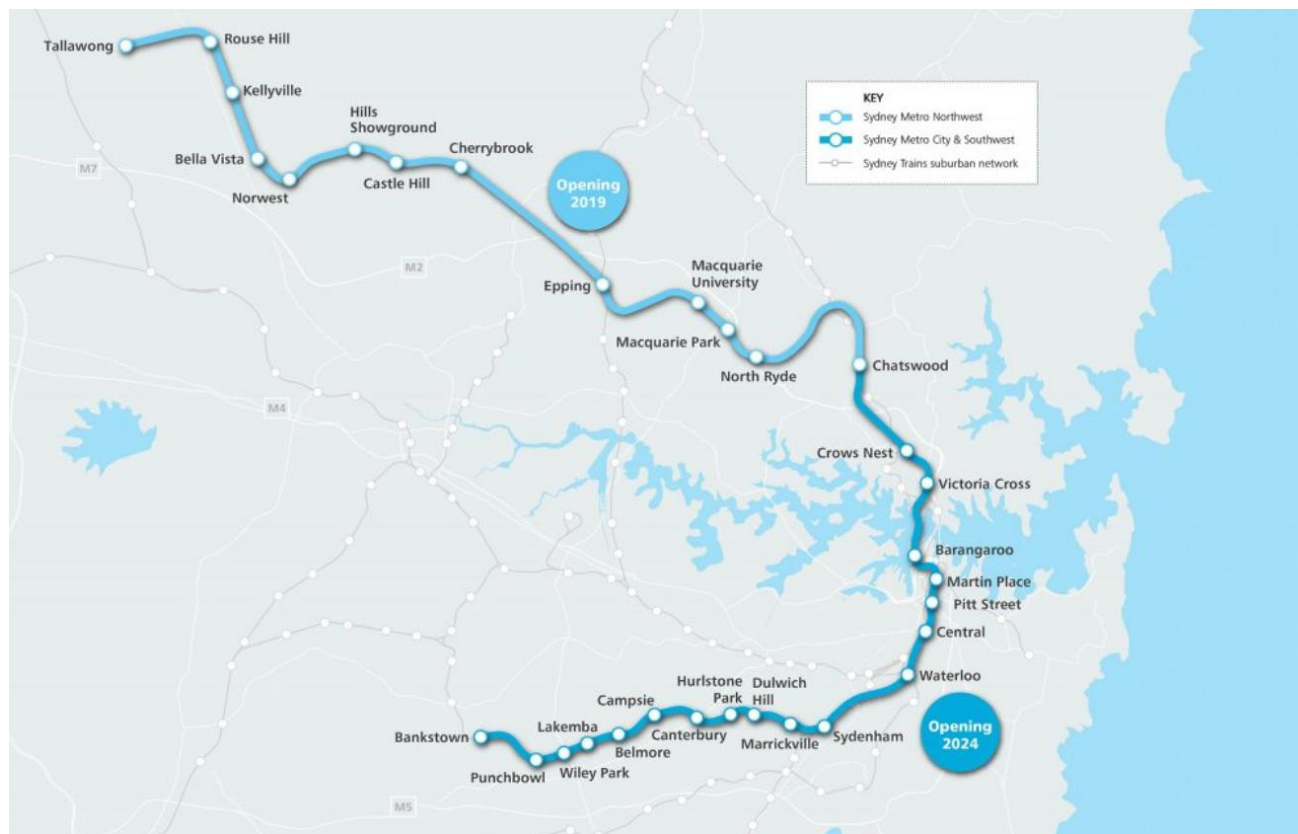 Tallawong
Rouse Hill
Kellyville
Bella Vista
Norwest
Hills
Showground
Castle Hill
Cherrybrook
Opening
2019
KEY
Sydney Metro Northwest
Sydney Metro City & Southwest
Sydney Trains suburban network
M7
M2
Epping
Macquarie
University
Macquarie Park
North Ryde
Chatswood
M4
Crows Nest
Victoria Cross
Barangaroo
Martin Place
Pitt Street
Central
Waterloo
Opening
2024
Sydenham
Marrickville
Dulwich
Hill
Hurlstone
Park
Canterbury
Campsie
Belmore
Lakemba
Wiley Park
Punchbowl
Bankstown
M5